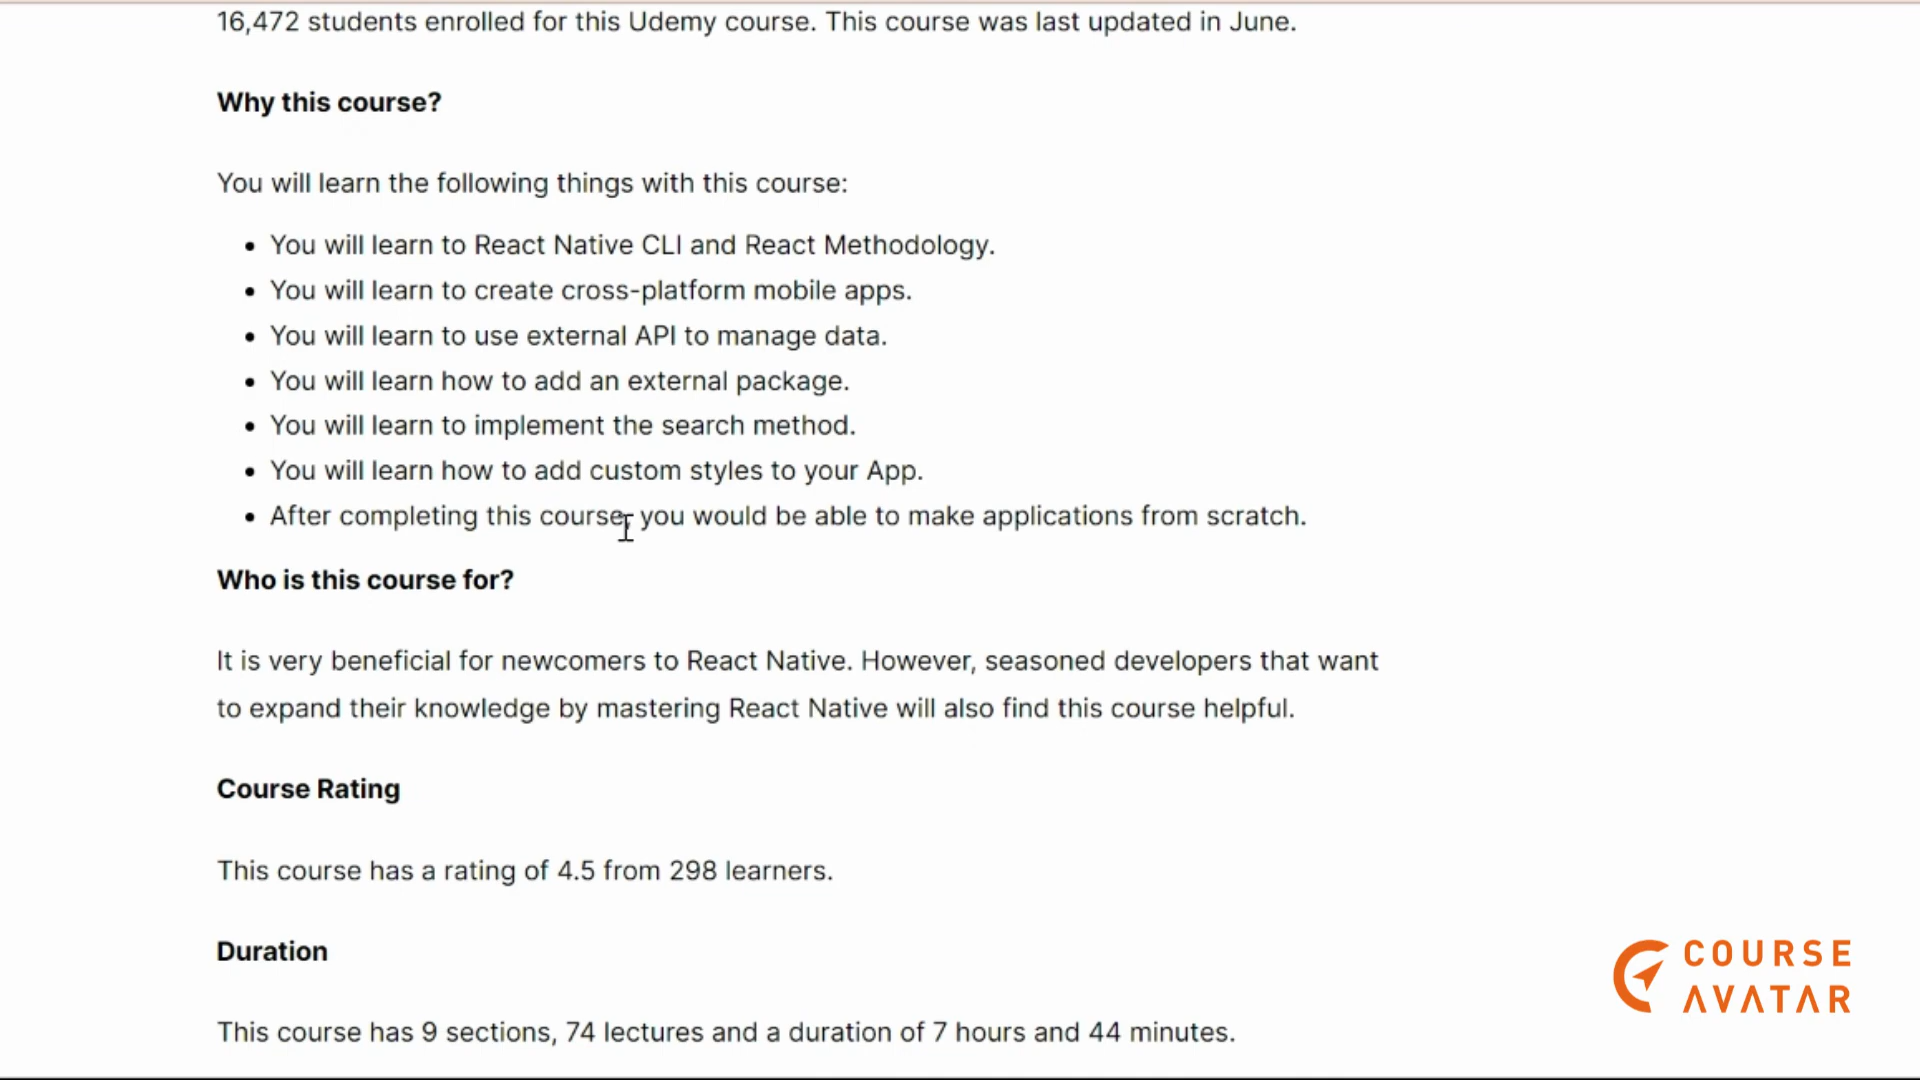 16,472 students enrolled for this Udemy course. This course was last updated in June.
Why this course?
You will learn the following things with this course:
• You will learn to React Native CLI and React Methodology.
• You will learn to create cross-platform mobile apps.
• You will learn to use external API to manage data.
• You will learn how to add an external package.
• You will learn to implement the search method.
• You will learn how to add custom styles to your App.
• After completing this course, you would be able to make applications from scratch.
Who is this course for?
It is very beneficial for newcomers to React Native. However, seasoned developers that want
to expand their knowledge by mastering React Native will also find this course helpful.
Course Rating
This course has a rating of 4.5 from 298 learners.
Duration
This course has 9 sections, 74 lectures and a duration of 7 hours and 44 minutes.
COURSE
AVATAR